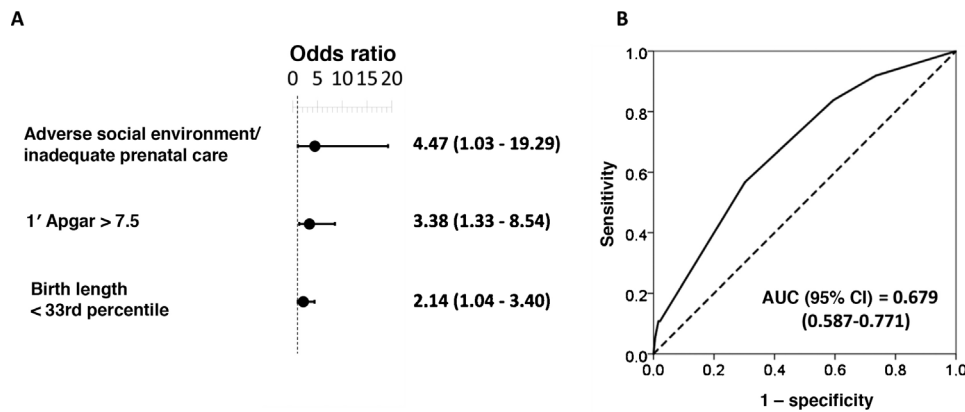 A
Odds ratio
0 5 10 15 20
Adverse social environment/
inadequate prenatal care
4.47 (1.03 - 19.29)
1′ Apgar > 7.5
3.38 (1.33 - 8.54)
Birth length
< 33rd percentile
2.14 (1.04 - 3.40)
B
1.0
0.8
0.6
0.4
0.2
0.0
Sensitivity
AUC (95% CI) = 0.679
(0.587-0.771)
0.0 0.2 0.4 0.6 0.8 1.0
1 – specificity